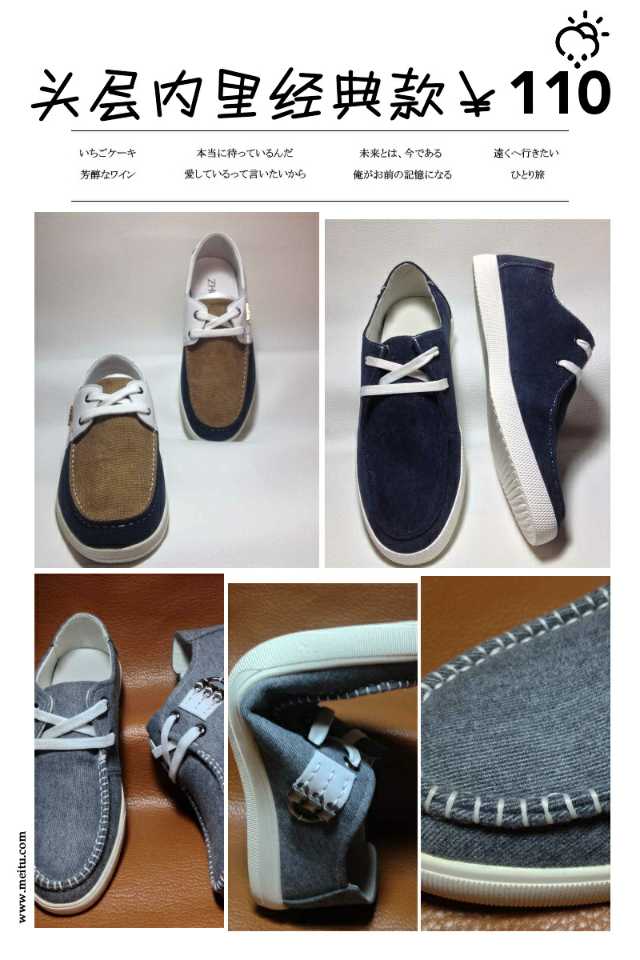 头层内里经典款¥110
いちごケーキ 本当に待っているんだ 未来とは、今である 遠くへ行きたい
芳醇なワイン 愛しているって言いたいから 俺がお前の記憶になる ひとり旅
ZH
www.meitu.com